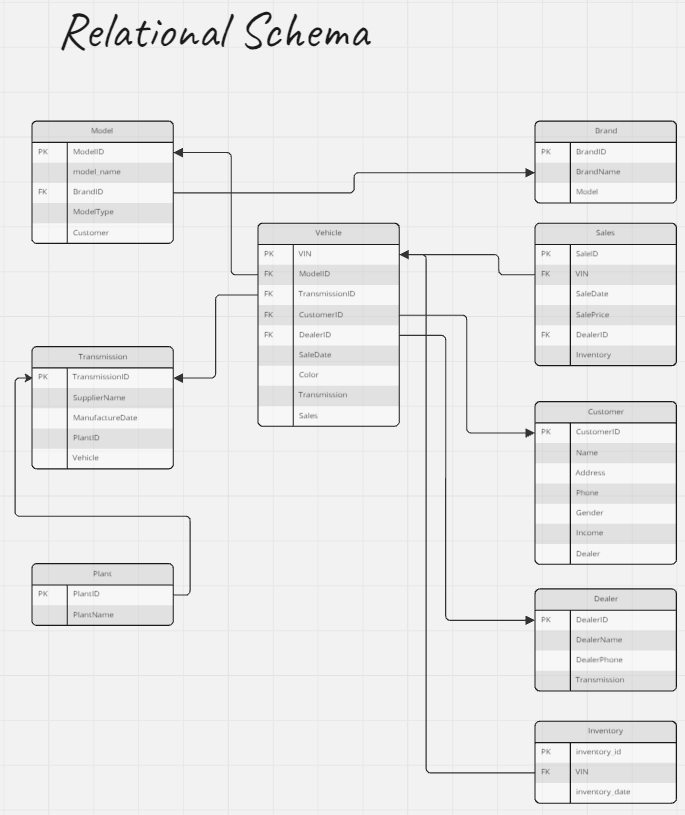 Relational Schema
Model
PK ModelID
model_name
FK BrandID
ModelType
Customer
Brand
PK BrandID
BrandName
Model
Vehicle
PK VIN
FK ModelID
FK TransmissionID
FK CustomerID
FK DealerID
SaleDate
Color
Transmission
Sales
Sales
PK SaleID
FK VIN
SaleDate
SalePrice
FK DealerID
Inventory
Transmission
PK TransmissionID
SupplierName
ManufactureDate
PlantID
Vehicle
Customer
PK CustomerID
Name
Address
Phone
Gender
Income
Dealer
Plant
PK PlantID
PlantName
Dealer
PK DealerID
DealerName
DealerPhone
Transmission
Inventory
PK inventory_id
FK VIN
inventory_date